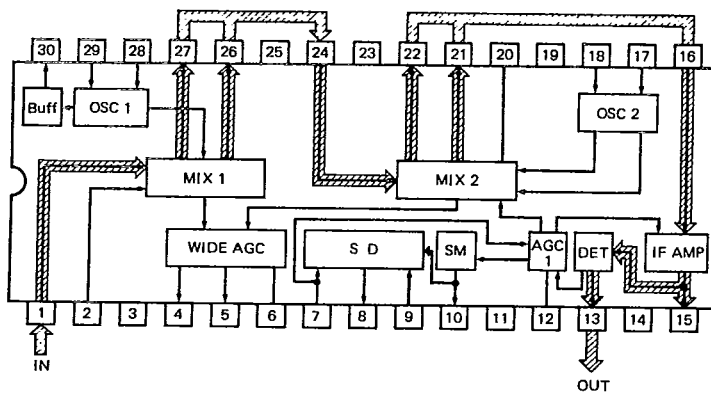 30 29 28 27 26 25 24 23 22 21 20 19 18 17 16
Buff OSC 1 OSC 2
MIX 1 MIX 2
WIDE AGC S D SM AGC 1 DET IF AMP
1 2 3 4 5 6 7 8 9 10 11 12 13 14 15
IN OUT